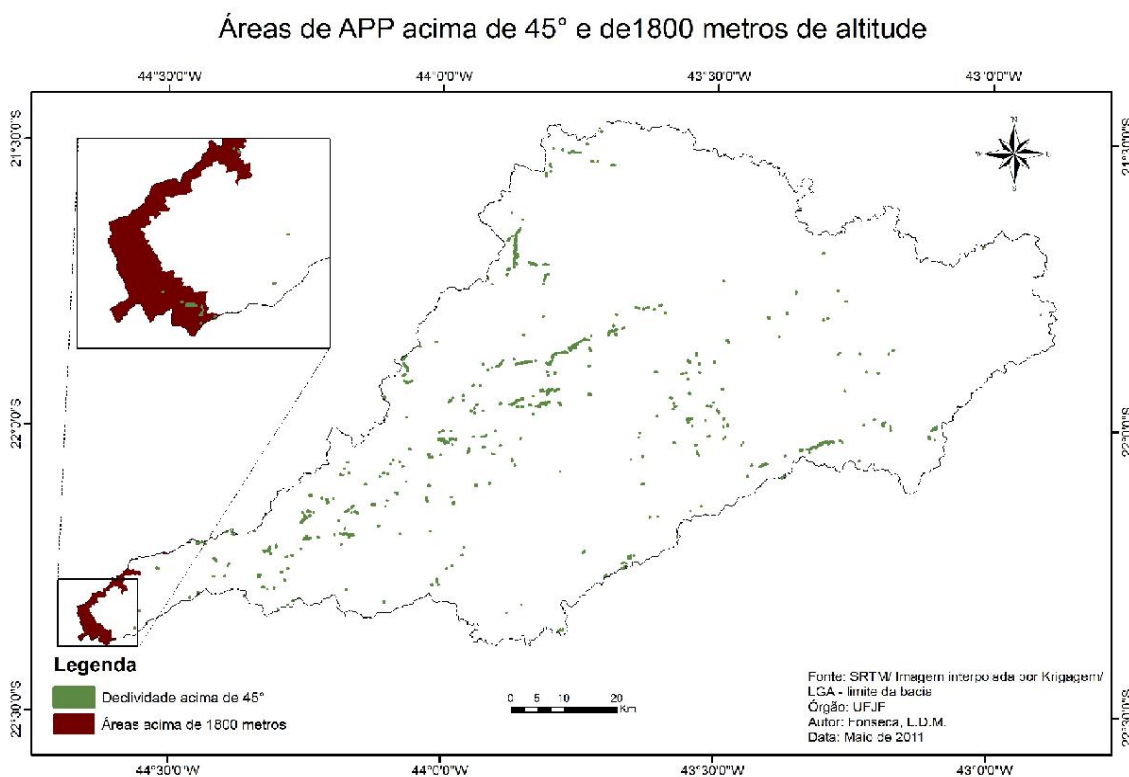 Áreas de APP acima de 45° e de1800 metros de altitude
44°30'0"W 44°0'0"W 43°30'0"W 43°0'0"W
21°30'0"S 21°30'0"S
N
S
22°0'0"S 22°0'0"S
Legenda
Declividade acima de 45°
Áreas acima de 1800 metros
0 5 10 20
Km
Fonte: SRTM/ Imagem interpolada por Krigagem/
LGA - limite da bacia
Órgão: UFJF
Autor: Fonseca, L.D.M.
Data: Maio de 2011
22°30'0"S 22°30'0"S
44°30'0"W 44°0'0"W 43°30'0"W 43°0'0"W